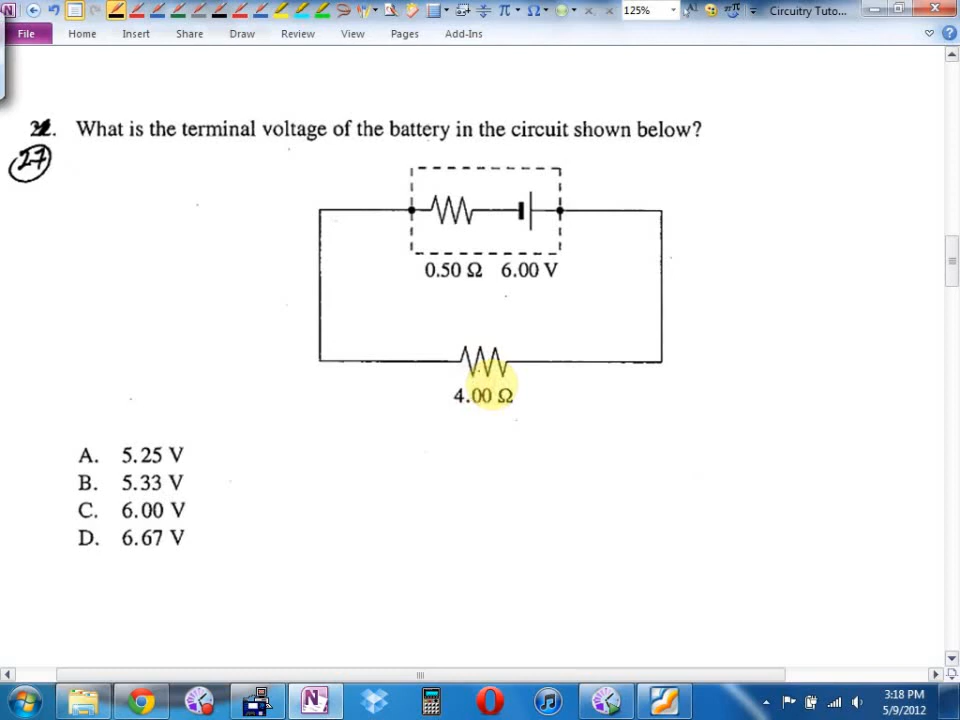 125% Circuitry Tuto...
File Home Insert Share Draw Review View Pages Add-Ins
What is the terminal voltage of the battery in the circuit shown below?
27
0.50 Ω 6.00 V
4.00 Ω
A. 5.25 V
B. 5.33 V
C. 6.00 V
D. 6.67 V
3:18 PM
5/9/2012